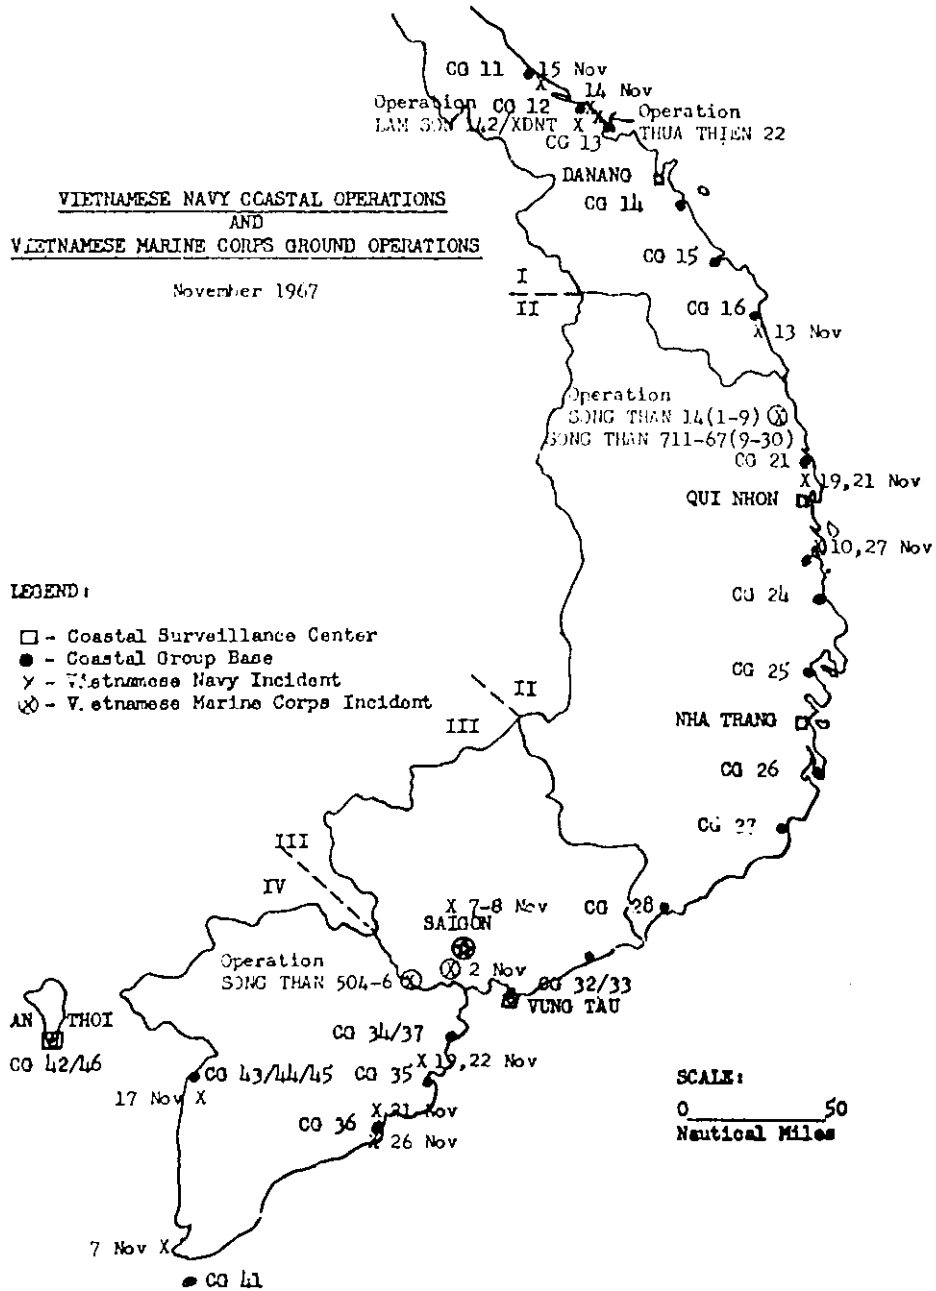 CG 11
15 Nov
14 Nov
Operation CG 12
LAM SON 142/XDNT
Operation
THUA THIEN 22
CG 13
DANANG
CG 14
VIETNAMESE NAVY COASTAL OPERATIONS
AND
VIETNAMESE MARINE CORPS GROUND OPERATIONS
November 1967
CG 15
I
II
CG 16
X 13 Nov
Operation
SONG THAN 14(1-9)
SONG THAN 711-67(9-30)
CG 21
X 19,21 Nov
QUI NHON
X 10,27 Nov
CG 24
LEGEND:
- Coastal Surveillance Center
- Coastal Group Base
X - Vietnamese Navy Incident
- Vietnamese Marine Corps Incident
CG 25
II
III
NHA TRANG
CG 26
CG 27
III
IV
X 7-8 Nov
CG 28
SAIGON
Operation
SONG THAN 504-6
2 Nov
CG 32/33
VUNG TAU
AN THOI
CG 42/46
CG 34/37
X 19,22 Nov
CG 43/44/45
CG 35
17 Nov X
X 21 Nov
CG 36
X 26 Nov
SCALE:
0 50
Nautical Miles
7 Nov X
CG 41